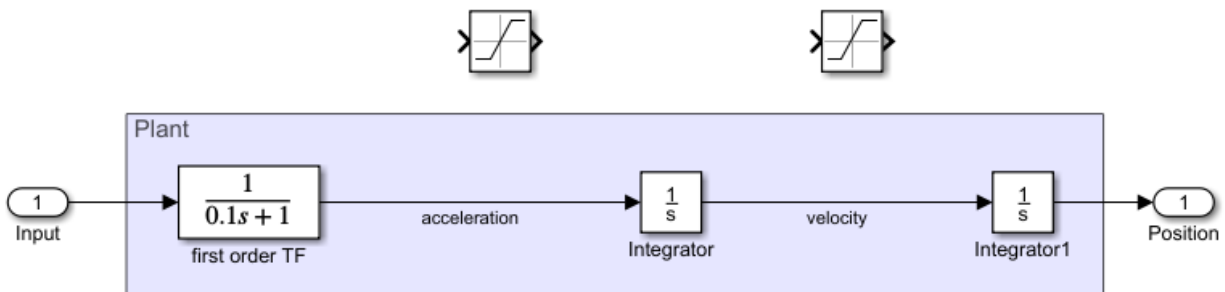 Plant
1
Input
1
0.1s + 1
first order TF
acceleration
1
s
Integrator
velocity
1
s
Integrator1
1
Position